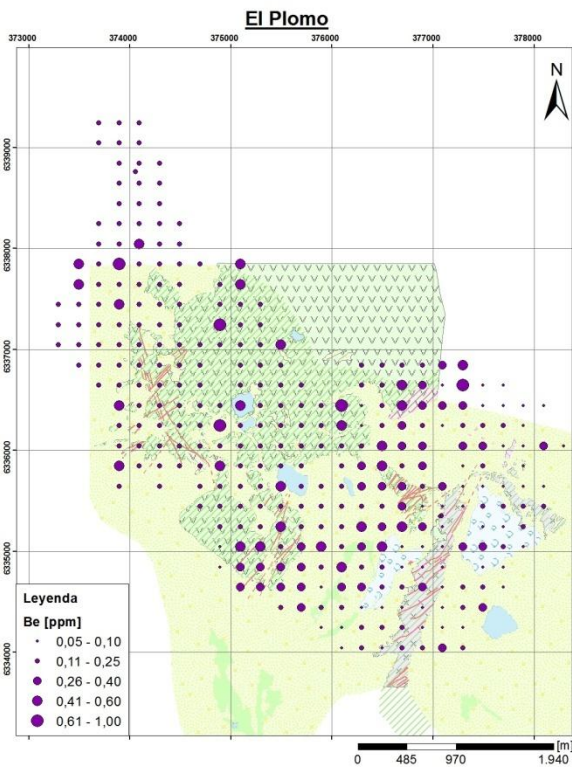 El Plomo
373000 374000 375000 376000 377000 378000
N
6339000
6338000
6337000
6336000
6335000
6334000
Leyenda
Be [ppm]
0,05 - 0,10
0,11 - 0,25
0,26 - 0,40
0,41 - 0,60
0,61 - 1,00
[m]
0 485 970 1.940